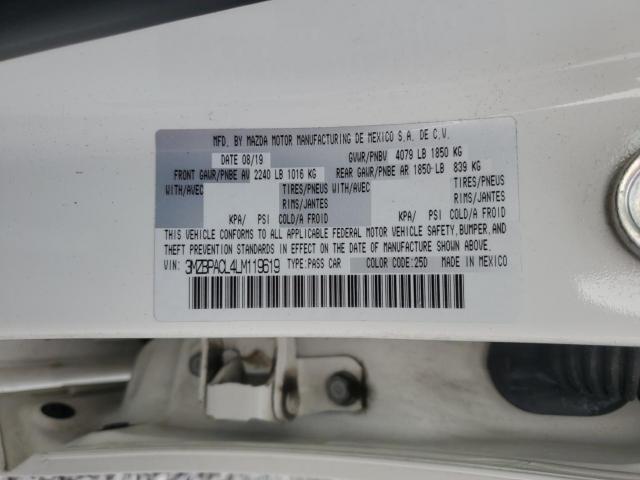 MFD. BY MAZDA MOTOR MANUFACTURING DE MEXICO S.A. DE C.V.
DATE 08/19 GVWR/PNBV 4079 LB 1850 KG
FRONT GAWR/PNBE AV 2240 LB 1016 KG REAR GAWR/PNBE AR 1850 LB 839 KG
WITH/AVEC TIRES/PNEUS WITH/AVEC TIRES/PNEUS
RIMS/JANTES RIMS/JANTES
KPA/ PSI COLD/A FROID KPA/ PSI COLD/A FROID
THIS VEHICLE CONFORMS TO ALL APPLICABLE FEDERAL MOTOR VEHICLE SAFETY, BUMPER, AND
THEFT PREVENTION STANDARDS IN EFFECT ON THE DATE OF MANUFACTURE SHOWN ABOVE.
VIN: 3MZBPACL4LM119619 TYPE:PASS CAR COLOR CODE:25D MADE IN MEXICO